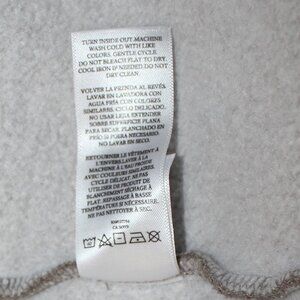 TURN INSIDE OUT MACHINE
WASH COLD WITH LIKE
COLORS, GENTLE CYCLE
DO NOT BLEACH FLAT TO DRY.
COOL IRON IF NEEDED DO NOT
DRY CLEAN.
VOLVER LA PRENDA AL REVÉS.
LAVAR EN LAVADORA CON
AGUA FRÍA CON COLORES
SIMILARES, CICLO DELICADO.
NO USAR BLANQUEADOR. TENDER
SOBRE SUPERFICIE PLANA
PARA SECAR. PLANCHADO EN
FRÍO SI FUERA NECESARIO
NO LAVAR EN SECO.
RETOURNER LE VÊTEMENT À
L'ENVERS LAVER À LA
MACHINE À L'EAU FROIDE
AVEC COULEURS SIMILAIRES
CYCLE DÉLICAT. NE PAS
UTILISER DE PRODUIT DE
BLANCHIMENT SÉCHAGE À
PLAT. REPASSAGE À BASSE
TEMPÉRATURE SI NÉCESSAIRE
NE PAS NETTOYER À SEC.